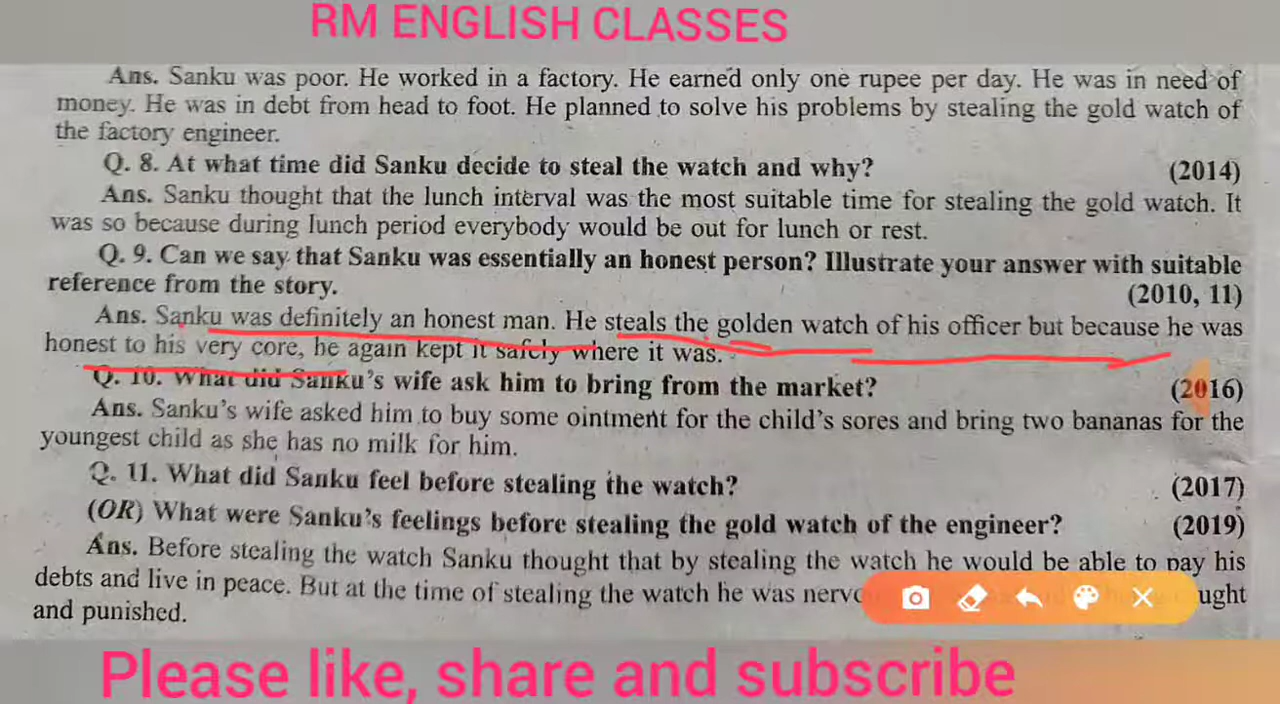 RM ENGLISH CLASSES
Ans. Sanku was poor. He worked in a factory. He earned only one rupee per day. He was in need of
money. He was in debt from head to foot. He planned to solve his problems by stealing the gold watch of
the factory engineer.
Q. 8. At what time did Sanku decide to steal the watch and why? (2014)
Ans. Sanku thought that the lunch interval was the most suitable time for stealing the gold watch. It
was so because during lunch period everybody would be out for lunch or rest.
Q. 9. Can we say that Sanku was essentially an honest person? Illustrate your answer with suitable
reference from the story. (2010, 11)
Ans. Sanku was definitely an honest man. He steals the golden watch of his officer but because he was
honest to his very core, he again kept it safely where it was.
Q. 10. What did Sanku's wife ask him to bring from the market? (2016)
Ans. Sanku's wife asked him to buy some ointment for the child's sores and bring two bananas for the
youngest child as she has no milk for him.
Q. 11. What did Sanku feel before stealing the watch? (2017)
(OR) What were Sanku's feelings before stealing the gold watch of the engineer? (2019)
Ans. Before stealing the watch Sanku thought that by stealing the watch he would be able to pay his
debts and live in peace. But at the time of stealing the watch he was
and punished.
Please like, share and subscribe